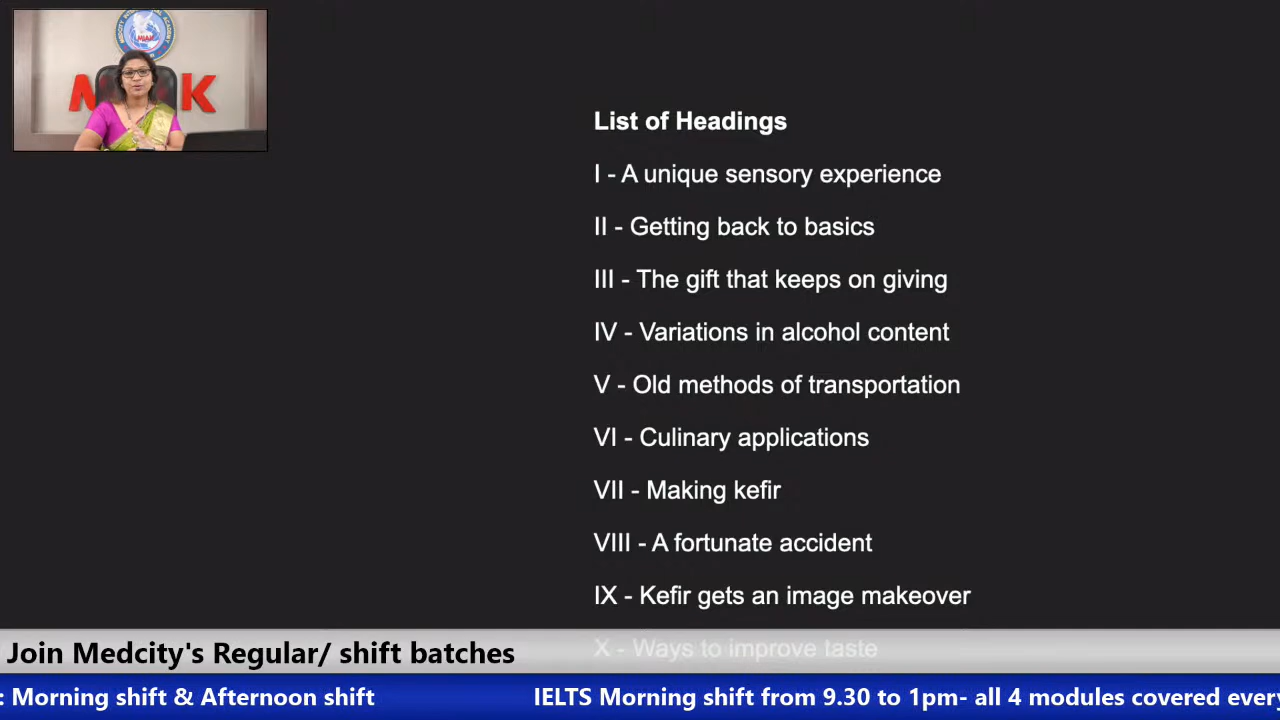 MIAK
List of Headings
I - A unique sensory experience
II - Getting back to basics
III - The gift that keeps on giving
IV - Variations in alcohol content
V - Old methods of transportation
VI - Culinary applications
VII - Making kefir
VIII - A fortunate accident
IX - Kefir gets an image makeover
X - Ways to improve taste
Join Medcity's Regular/ shift batches
: Morning shift & Afternoon shift IELTS Morning shift from 9.30 to 1pm- all 4 modules covered every